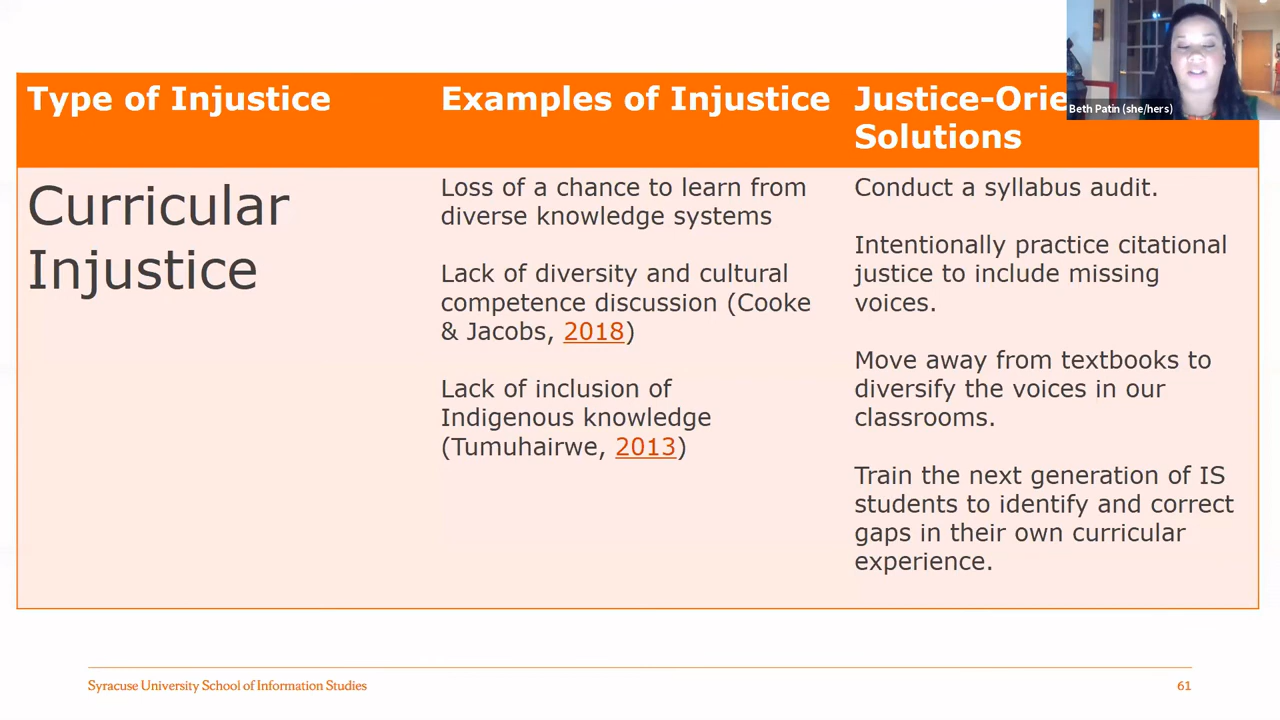 Type of Injustice
Examples of Injustice
Justice-Orie
Solutions
Beth Patin (she/hers)
Curricular
Injustice
Loss of a chance to learn from
diverse knowledge systems
Lack of diversity and cultural
competence discussion (Cooke
& Jacobs, 2018)
Lack of inclusion of
Indigenous knowledge
(Tumuhairwe, 2013)
Conduct a syllabus audit.
Intentionally practice citational
justice to include missing
voices.
Move away from textbooks to
diversify the voices in our
classrooms.
Train the next generation of IS
students to identify and correct
gaps in their own curricular
experience.
Syracuse University School of Information Studies
61